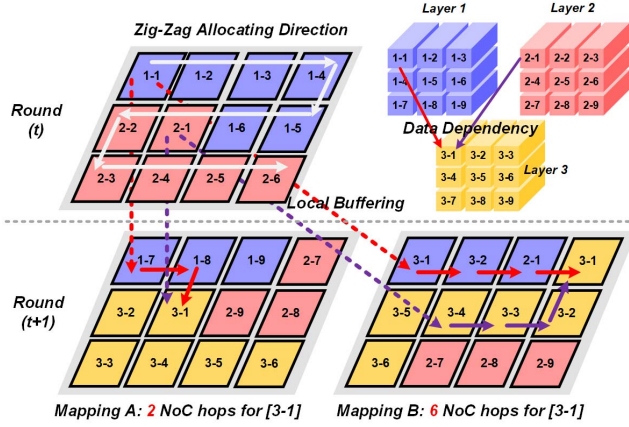 Zig-Zag Allocating Direction
Layer 1
Layer 2
1-1 1-2 1-3 1-4
1-1 1-2 1-3
2-1 2-2 2-3
1-4 1-5 1-6
2-4 2-5 2-6
1-7 1-8 1-9
2-7 2-8 2-9
Round
(t)
2-2 2-1 1-6 1-5
Data Dependency
3-1 3-2 3-3
2-3 2-4 2-5 2-6
3-4 3-5 3-6
Layer 3
3-7 3-8 3-9
Local Buffering
1-7 1-8 1-9 2-7
3-1 3-2 2-1 3-1
Round
(t+1)
3-2 3-1 2-9 2-8
3-5 3-4 3-3 3-2
3-3 3-4 3-5 3-6
3-6 2-7 2-8 2-9
Mapping A: 2 NoC hops for [3-1]
Mapping B: 6 NoC hops for [3-1]